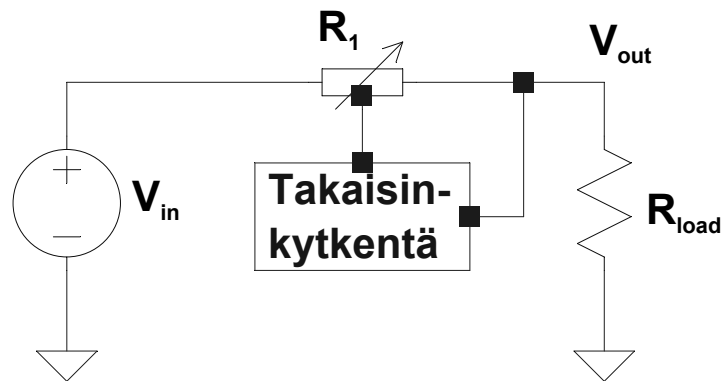 R1
Vout
Vin
Takaisin-
kytkentä
Rload